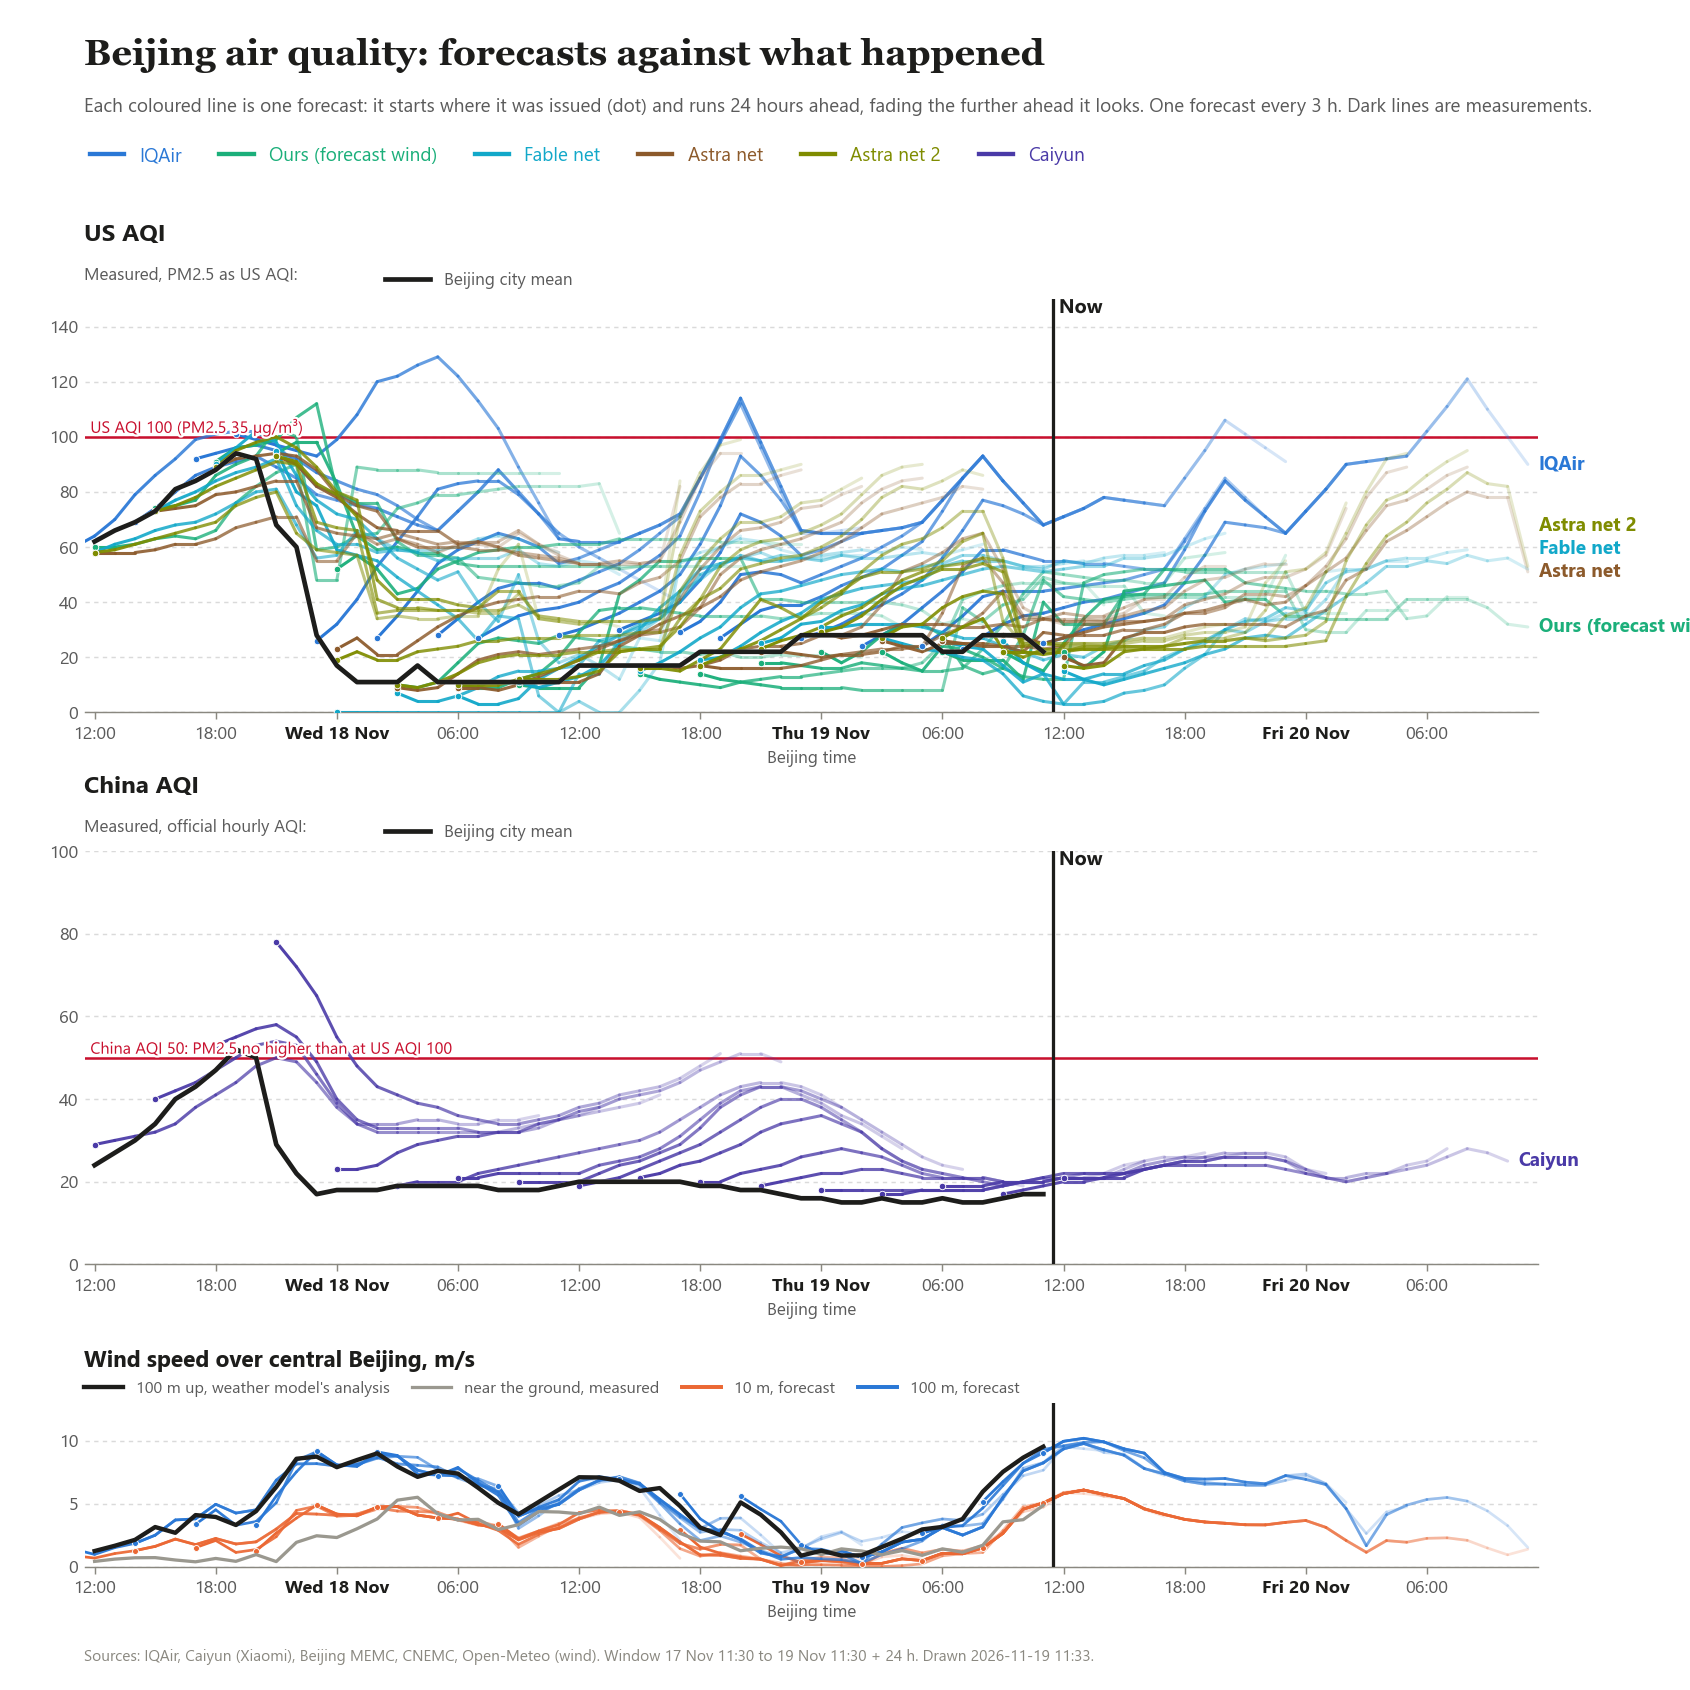 Beijing air quality: forecasts against what happened
Each coloured line is one forecast: it starts where it was issued (dot) and runs 24 hours ahead, fading the further ahead it looks. One forecast every 3 h. Dark lines are measurements.
IQAir Ours (forecast wind) Fable net Astra net Astra net 2 Caiyun
US AQI
Measured, PM2.5 as US AQI: Beijing city mean
Now
140
120
100
80
60
40
20
0
US AQI 100 (PM2.5 35 µg/m³)
IQAir
Astra net 2
Fable net
Astra net
Ours (forecast wi
12:00 18:00 Wed 18 Nov 06:00 12:00 18:00 Thu 19 Nov 06:00 12:00 18:00 Fri 20 Nov 06:00
Beijing time
China AQI
Measured, official hourly AQI: Beijing city mean
Now
100
80
60
40
20
0
China AQI 50: PM2.5 no higher than at US AQI 100
Caiyun
12:00 18:00 Wed 18 Nov 06:00 12:00 18:00 Thu 19 Nov 06:00 12:00 18:00 Fri 20 Nov 06:00
Beijing time
Wind speed over central Beijing, m/s
100 m up, weather model's analysis near the ground, measured 10 m, forecast 100 m, forecast
10
5
0
12:00 18:00 Wed 18 Nov 06:00 12:00 18:00 Thu 19 Nov 06:00 12:00 18:00 Fri 20 Nov 06:00
Beijing time
Sources: IQAir, Caiyun (Xiaomi), Beijing MEMC, CNEMC, Open-Meteo (wind). Window 17 Nov 11:30 to 19 Nov 11:30 + 24 h. Drawn 2026-11-19 11:33.